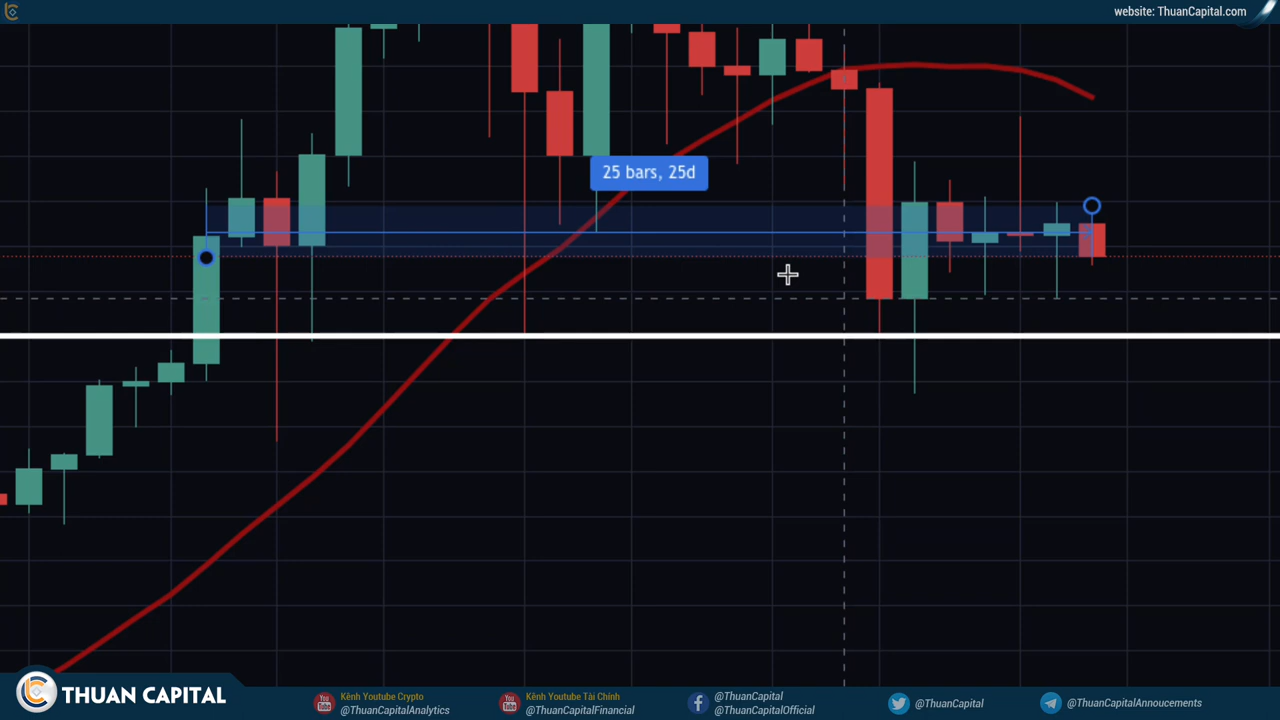 website: ThuanCapital.com
25 bars, 25d
THUAN CAPITAL
Kênh Youtube Crypto
@ThuanCapitalAnalytics
Kênh Youtube Tài Chính
@ThuanCapitalFinancial
@ThuanCapital
@ThuanCapitalOfficial
@ThuanCapital
@ThuanCapitalAnnoucements